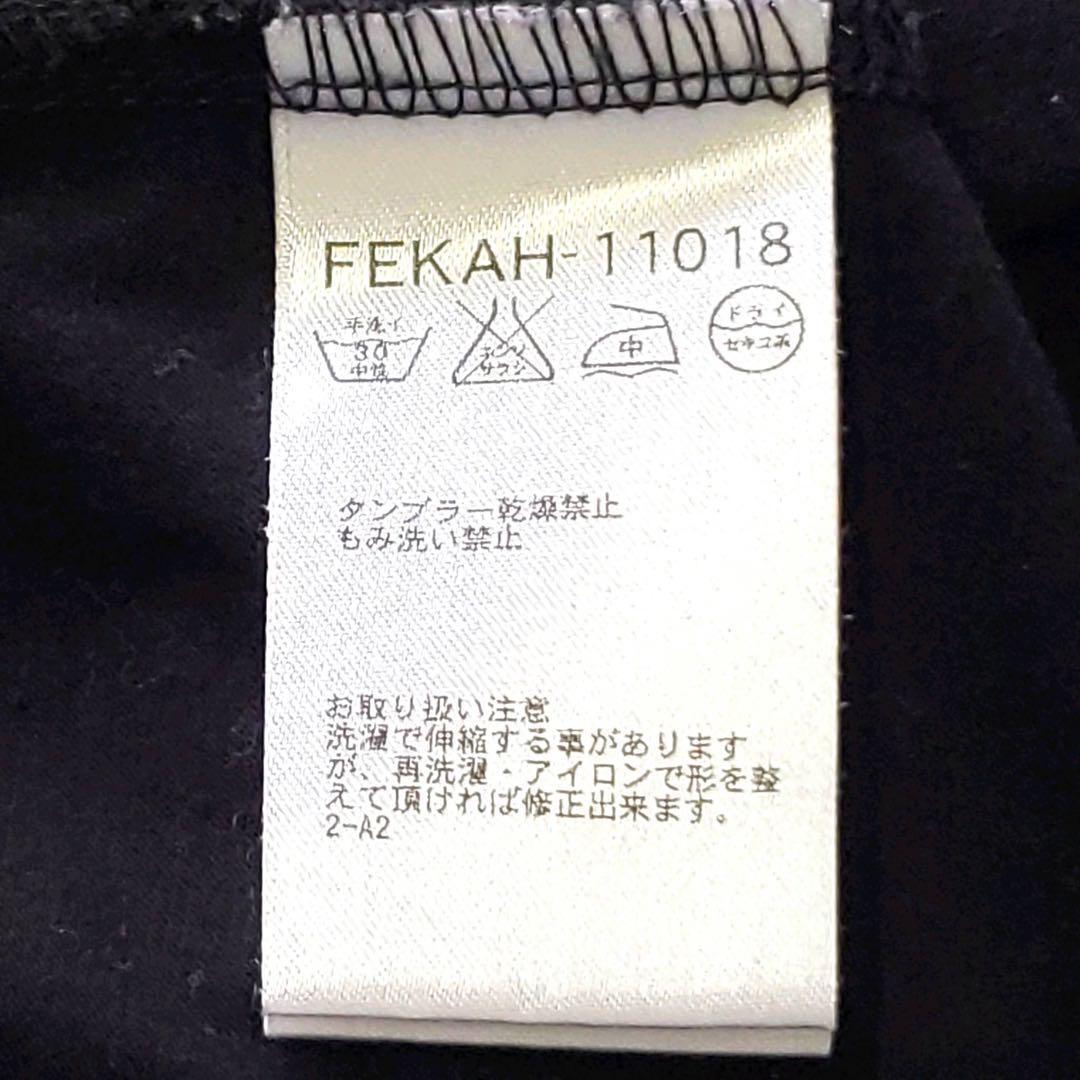 FEKAH-11018
手洗イ
30
中性
エンソ
サラシ
中
ドライ
セキユ系
タンブラー乾燥禁止
もみ洗い禁止
お取り扱い注意
洗濯で伸縮する事があります
が、再洗濯・アイロンで形を整
えて頂ければ修正出来ます。
2-A2